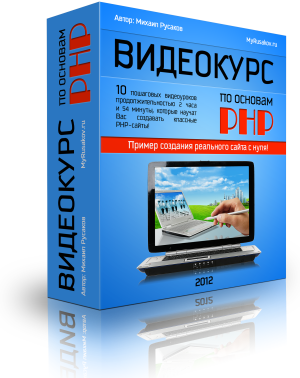 Автор: Михаил Русаков
MyRusakov.ru
ВИДЕОКУРС
10 пошаговых видеоуроков
продолжительностью 2 часа
и 54 минуты, которые научат
Вас создавать классные
PHP-сайты!
ПО ОСНОВАМ
PHP
Пример создания реального сайта с нуля!
2012
ВИДЕОКУРС
ПО ОСНОВАМ
PHP
MyRusakov.ru
Автор: Михаил Русаков